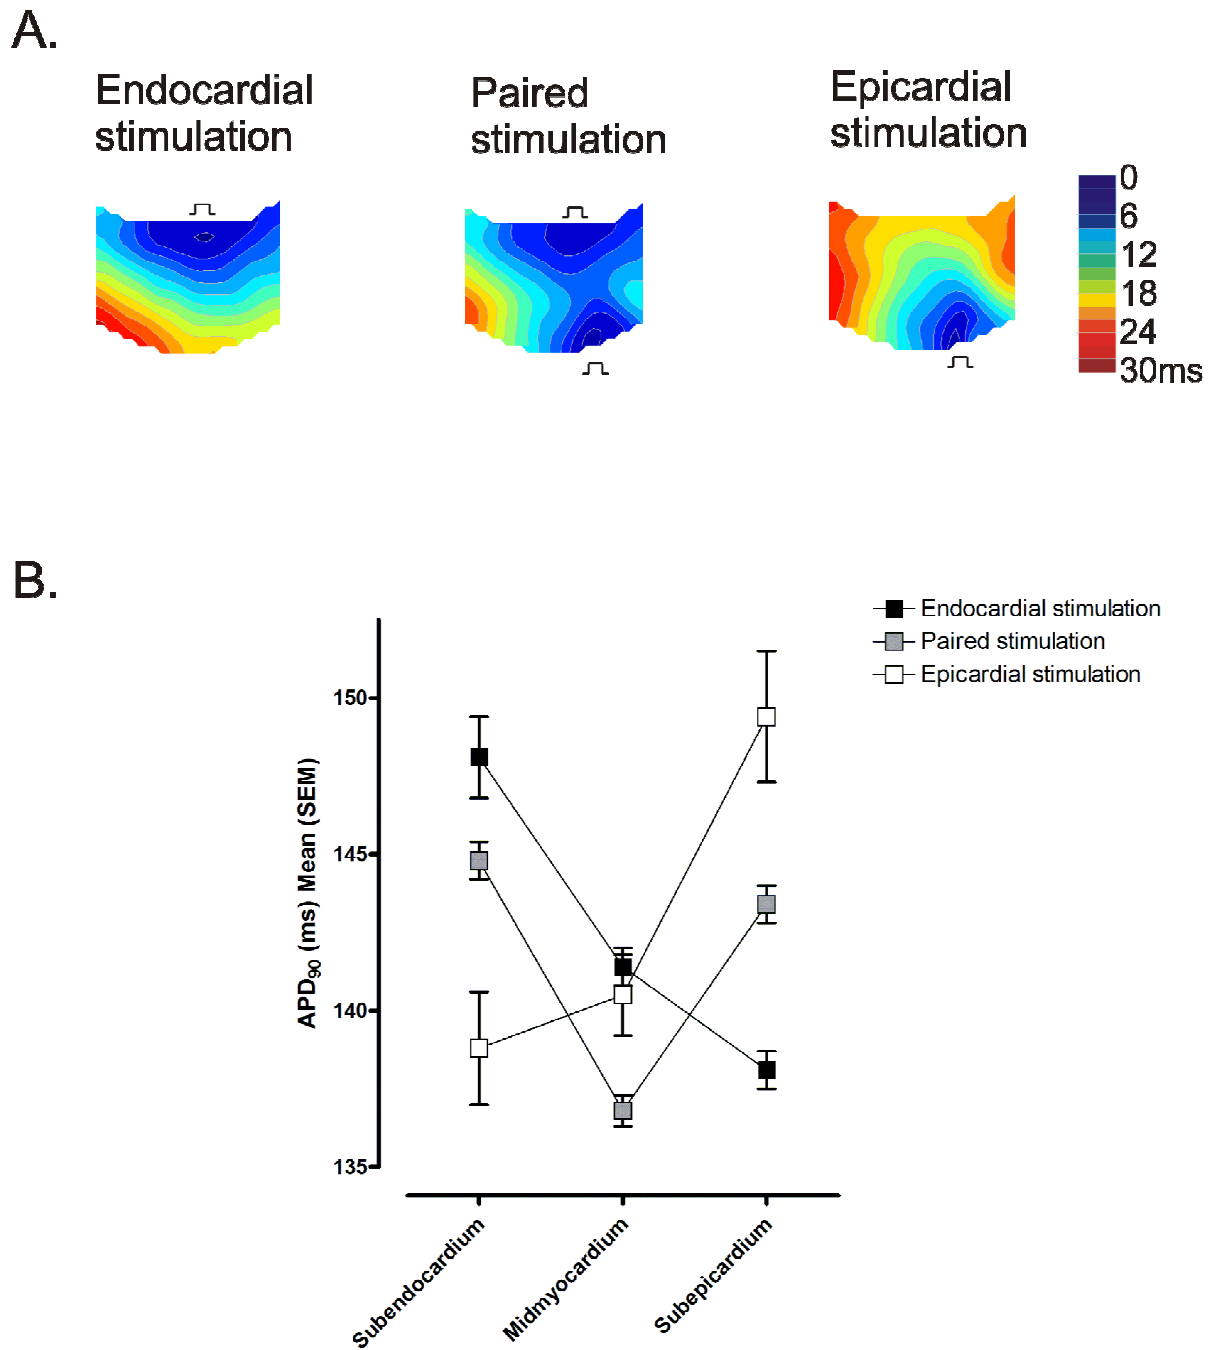 A.
Endocardial
stimulation
Paired
stimulation
Epicardial
stimulation
0
6
12
18
24
30ms
B.
Endocardial stimulation
Paired stimulation
Epicardial stimulation
150
145
140
135
APD90 (ms) Mean (SEM)
Subendocardium
Midmyocardium
Subepicardium